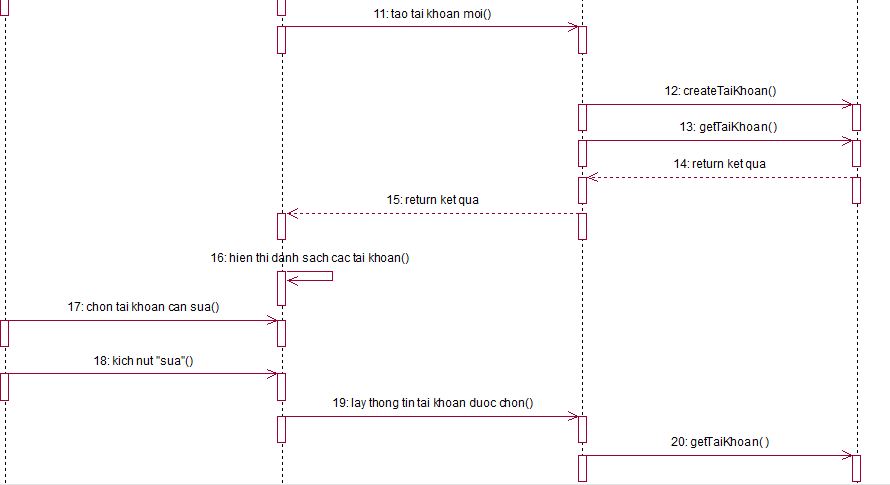 11: tao tai khoan moi()
12: createTaiKhoan()
13: getTaiKhoan()
14: return ket qua
15: return ket qua
16: hien thi danh sach cac tai khoan()
17: chon tai khoan can sua()
18: kich nut "sua"()
19: lay thong tin tai khoan duoc chon()
20: getTaiKhoan( )